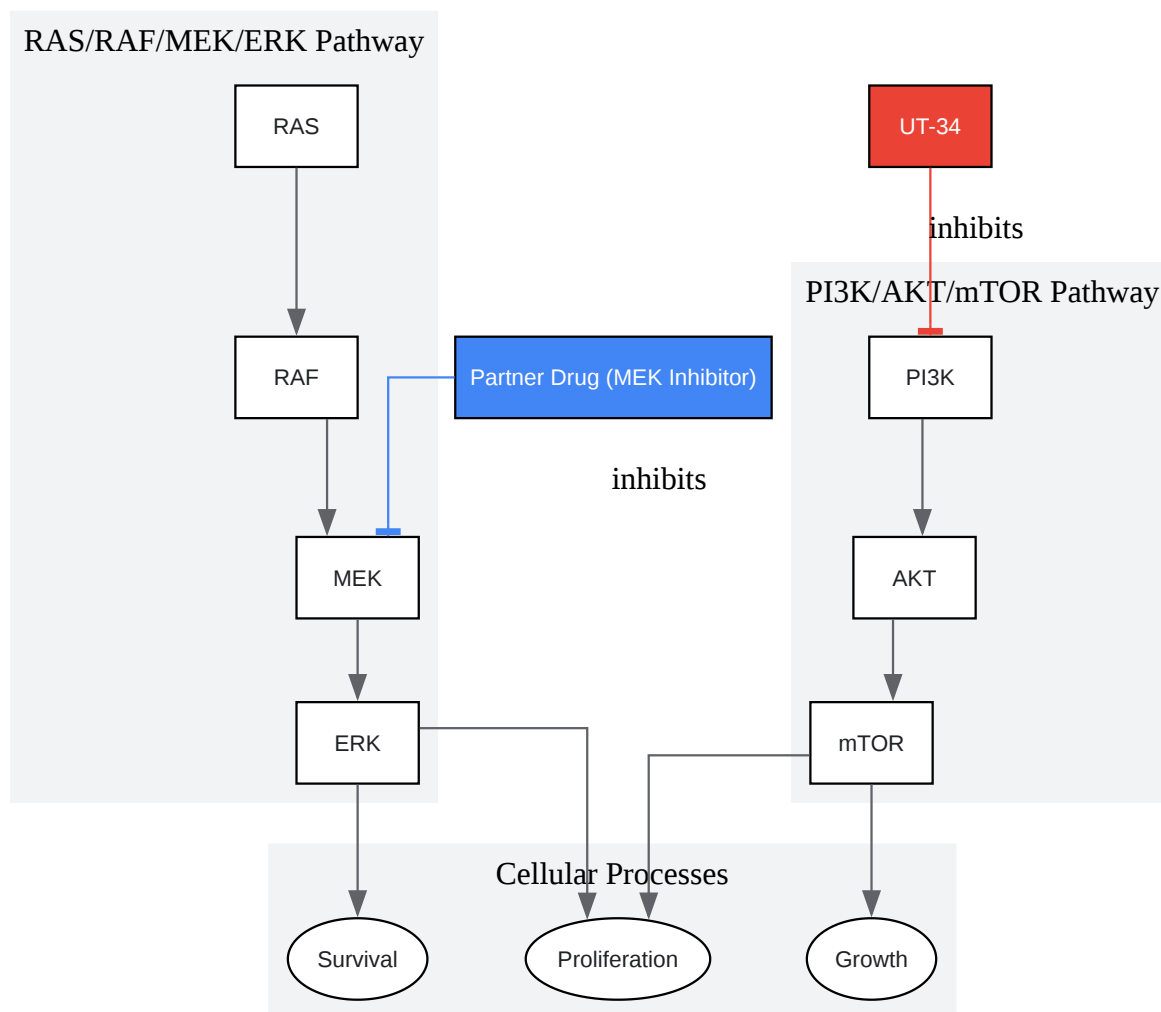 RAS/RAF/MEK/ERK Pathway
RAS
UT-34
inhibits
PI3K/AKT/mTOR Pathway
RAF
Partner Drug (MEK Inhibitor)
PI3K
inhibits
MEK
AKT
ERK
mTOR
Cellular Processes
Survival
Proliferation
Growth